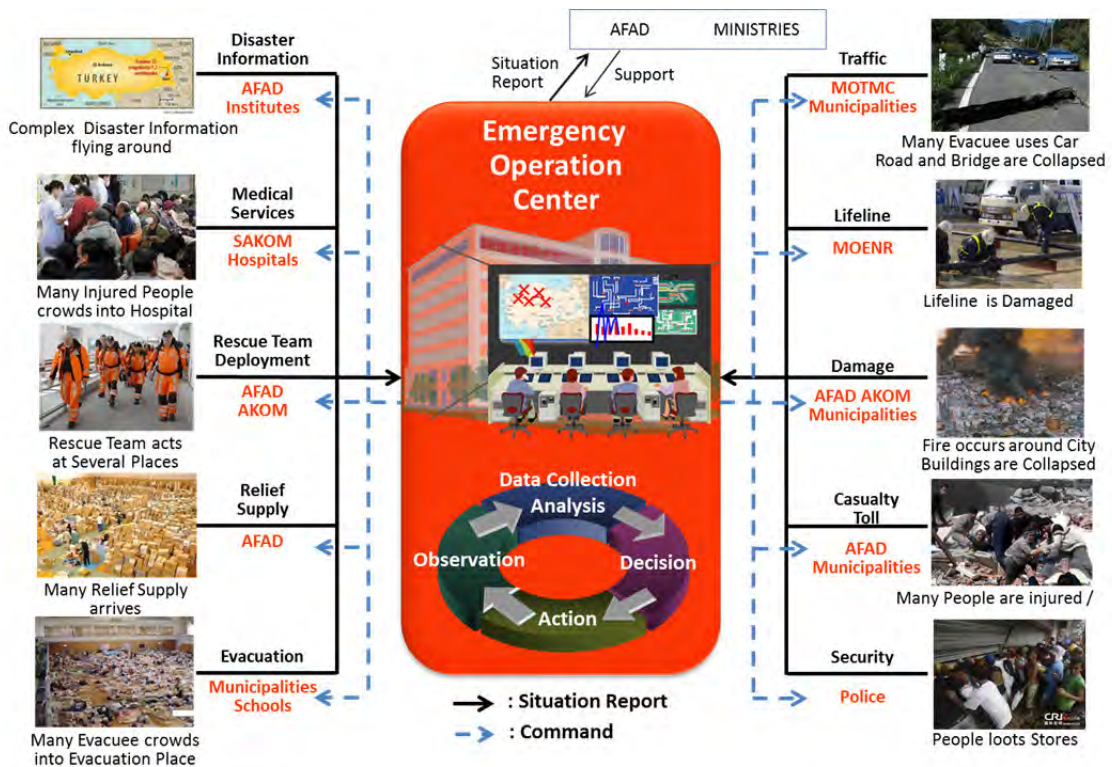 AFAD MINISTRIES
Situation
Report
Support
Disaster
Information
AFAD
Institutes
TURKEY
Complex Disaster Information
flying around
Medical
Services
SAKOM
Hospitals
Many Injured People
crowds into Hospital
Rescue Team
Deployment
AFAD
AKOM
Rescue Team acts
at Several Places
Relief
Supply
AFAD
Many Relief Supply
arrives
Evacuation
Municipalities
Schools
Many Evacuee crowds
into Evacuation Place
Emergency
Operation
Center
Data Collection
Analysis
Observation
Decision
Action
: Situation Report
: Command
Traffic
MOTMC
Municipalities
Many Evacuee uses Car
Road and Bridge are Collapsed
Lifeline
MOENR
Lifeline is Damaged
Damage
AFAD AKOM
Municipalities
Fire occurs around City
Buildings are Collapsed
Casualty
Toll
AFAD
Municipalities
Many People are injured /
Security
Police
CRI
People loots Stores